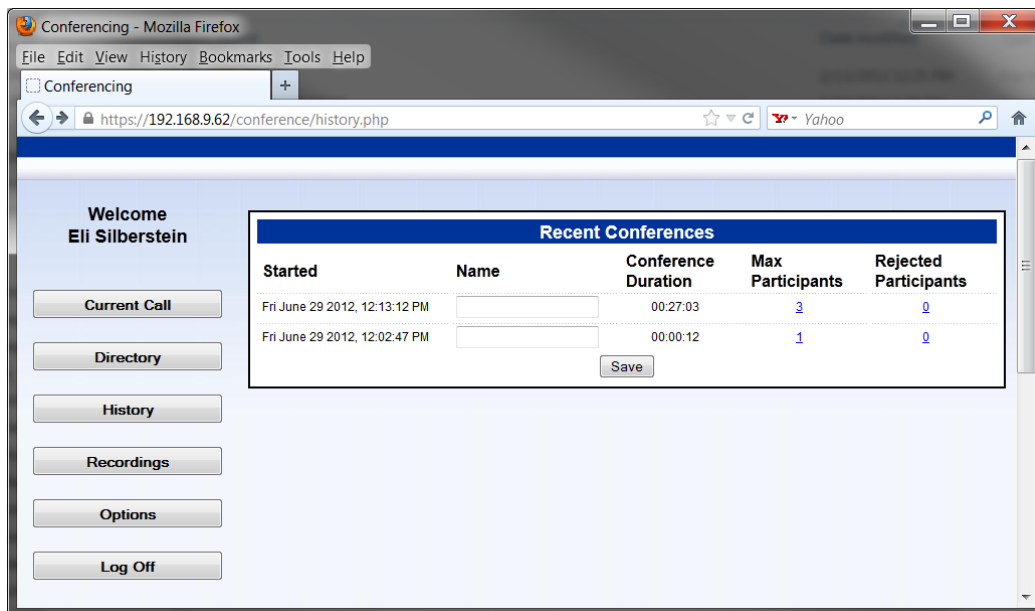 Conferencing - Mozilla Firefox
File Edit View History Bookmarks Tools Help
Conferencing +
https://192.168.9.62/conference/history.php Yahoo
Welcome
Eli Silberstein
Current Call
Directory
History
Recordings
Options
Log Off
Recent Conferences
Started Name Conference Duration Max Participants Rejected Participants
Fri June 29 2012, 12:13:12 PM 00:27:03 3 0
Fri June 29 2012, 12:02:47 PM 00:00:12 1 0
Save